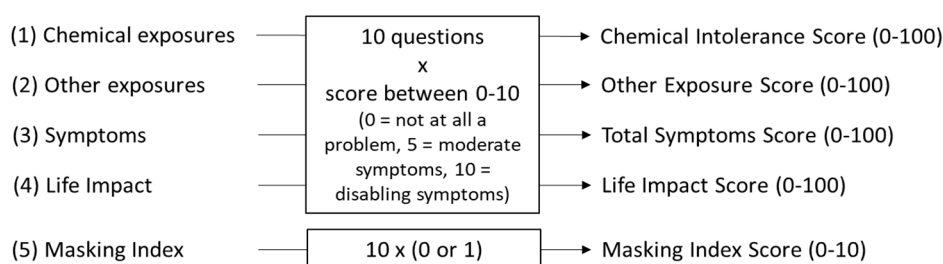 (1) Chemical exposures
(2) Other exposures
(3) Symptoms
(4) Life Impact
(5) Masking Index
10 questions
x
score between 0-10
(0 = not at all a
problem, 5 = moderate
symptoms, 10 =
disabling symptoms)
10 x (0 or 1)
Chemical Intolerance Score (0-100)
Other Exposure Score (0-100)
Total Symptoms Score (0-100)
Life Impact Score (0-100)
Masking Index Score (0-10)